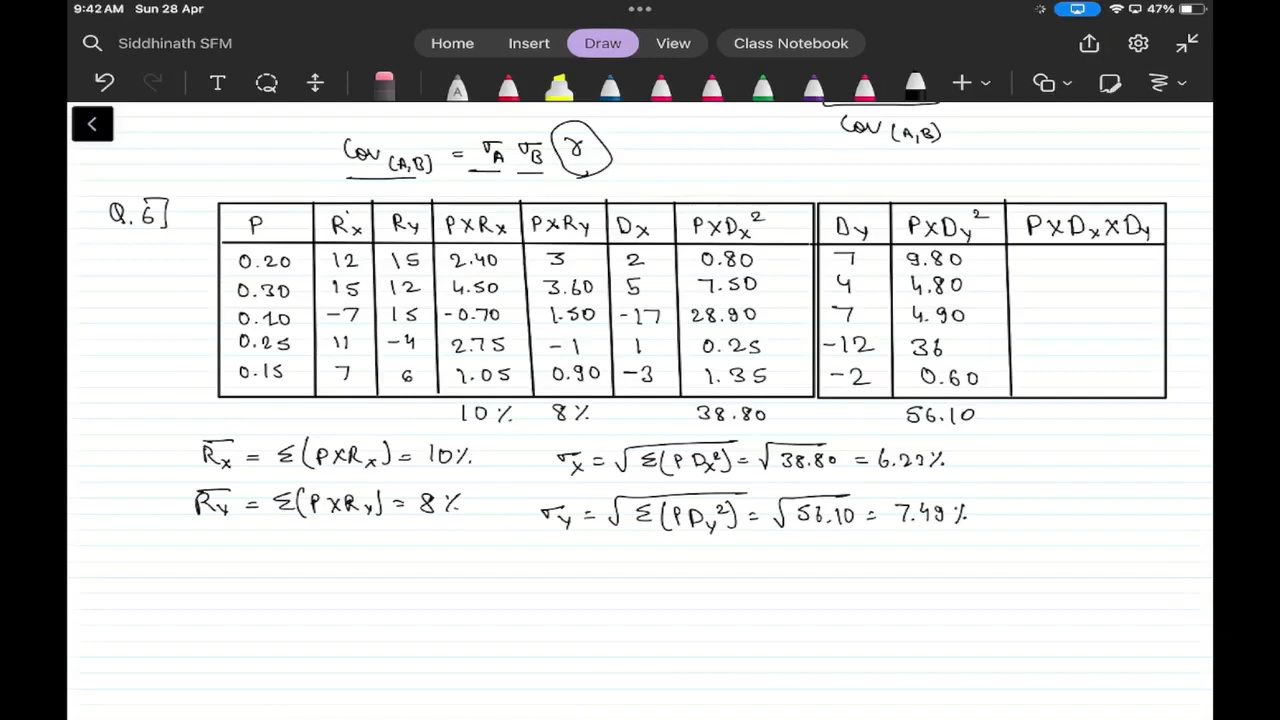 9:42 AM Sun 28 Apr 47%
Siddhinath SFM Home Insert Draw View Class Notebook
T A
Cov (A,B)
Cov (A,B) = σA σB γ
Q. 6]
P Rx Ry P×Rx P×Ry Dx P×Dx² Dy P×Dy² P×Dx×Dy
0.20 12 15 2.40 3 2 0.80 7 9.80
0.30 15 12 4.50 3.60 5 7.50 4 4.80
0.10 -7 15 -0.70 1.50 -17 28.90 7 4.90
0.25 11 -4 2.75 -1 1 0.25 -12 36
0.15 7 6 1.05 0.90 -3 1.35 -2 0.60
10% 8% 38.80 56.10
R̅x = Σ(P×Rx) = 10%. σx = √Σ(PDx²) = √38.80 = 6.23%
R̅y = Σ(P×Ry) = 8% σy = √Σ(PDy²) = √56.10 = 7.49%